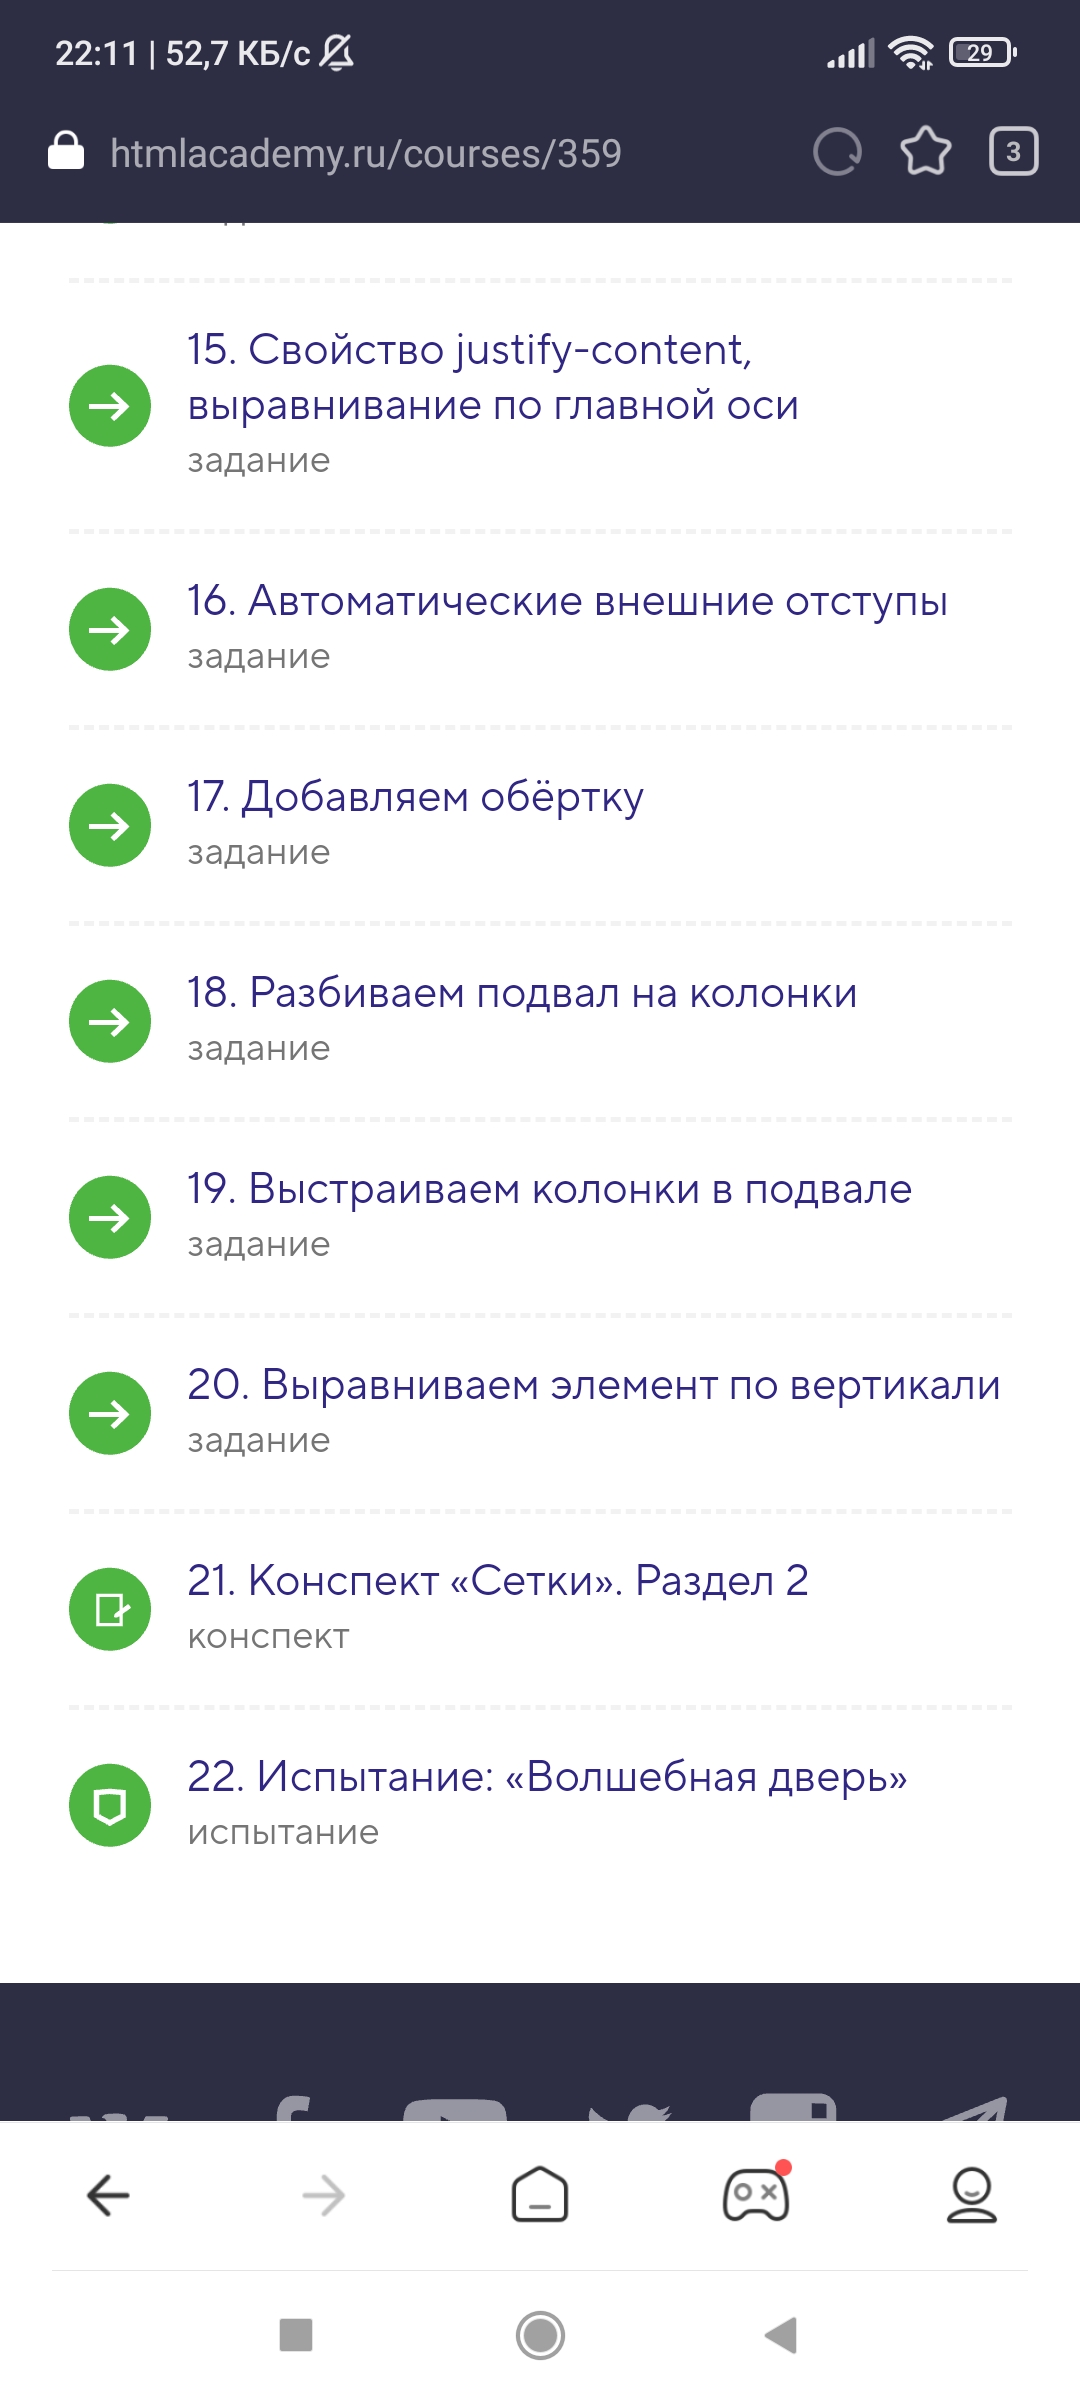 22:11 | 52,7 КБ/с
29
htmlacademy.ru/courses/359
3
15. Свойство justify-content,
выравнивание по главной оси
задание
16. Автоматические внешние отступы
задание
17. Добавляем обёртку
задание
18. Разбиваем подвал на колонки
задание
19. Выстраиваем колонки в подвале
задание
20. Выравниваем элемент по вертикали
задание
21. Конспект «Сетки». Раздел 2
конспект
22. Испытание: «Волшебная дверь»
испытание